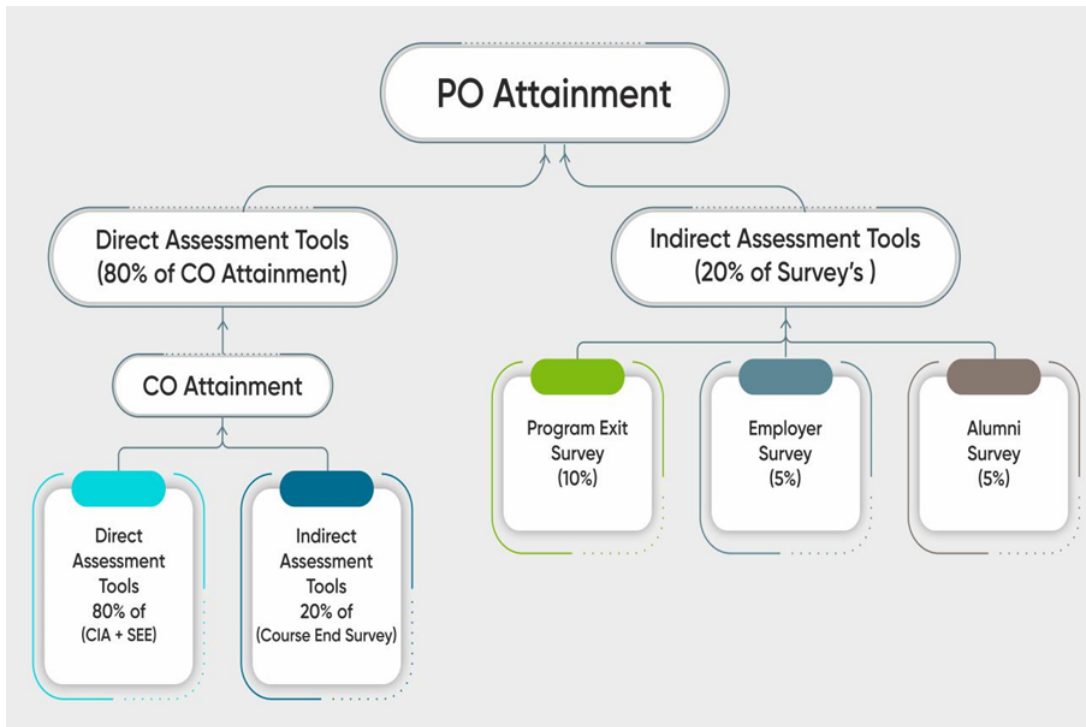 PO Attainment
Direct Assessment Tools
(80% of CO Attainment)
Indirect Assessment Tools
(20% of Survey's )
CO Attainment
Direct
Assessment
Tools
80% of
(CIA + SEE)
Indirect
Assessment
Tools
20% of
(Course End Survey)
Program Exit
Survey
(10%)
Employer
Survey
(5%)
Alumni
Survey
(5%)